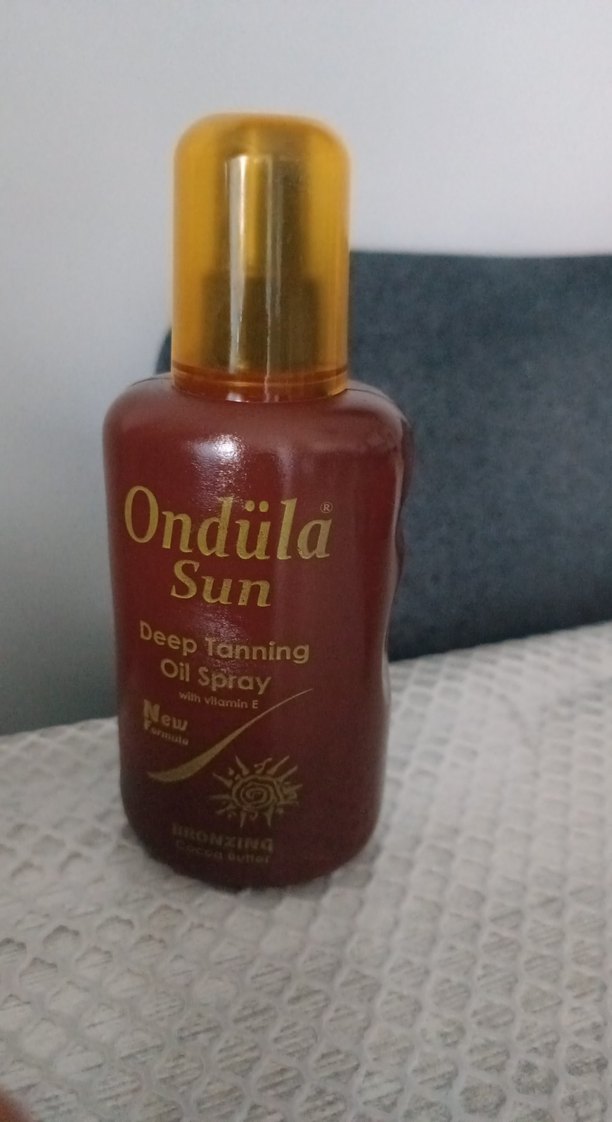 Ondüla®
Sun
Deep Tanning
Oil Spray
with vitamin E
New
Formula
BRONZING
Cocoa Butter